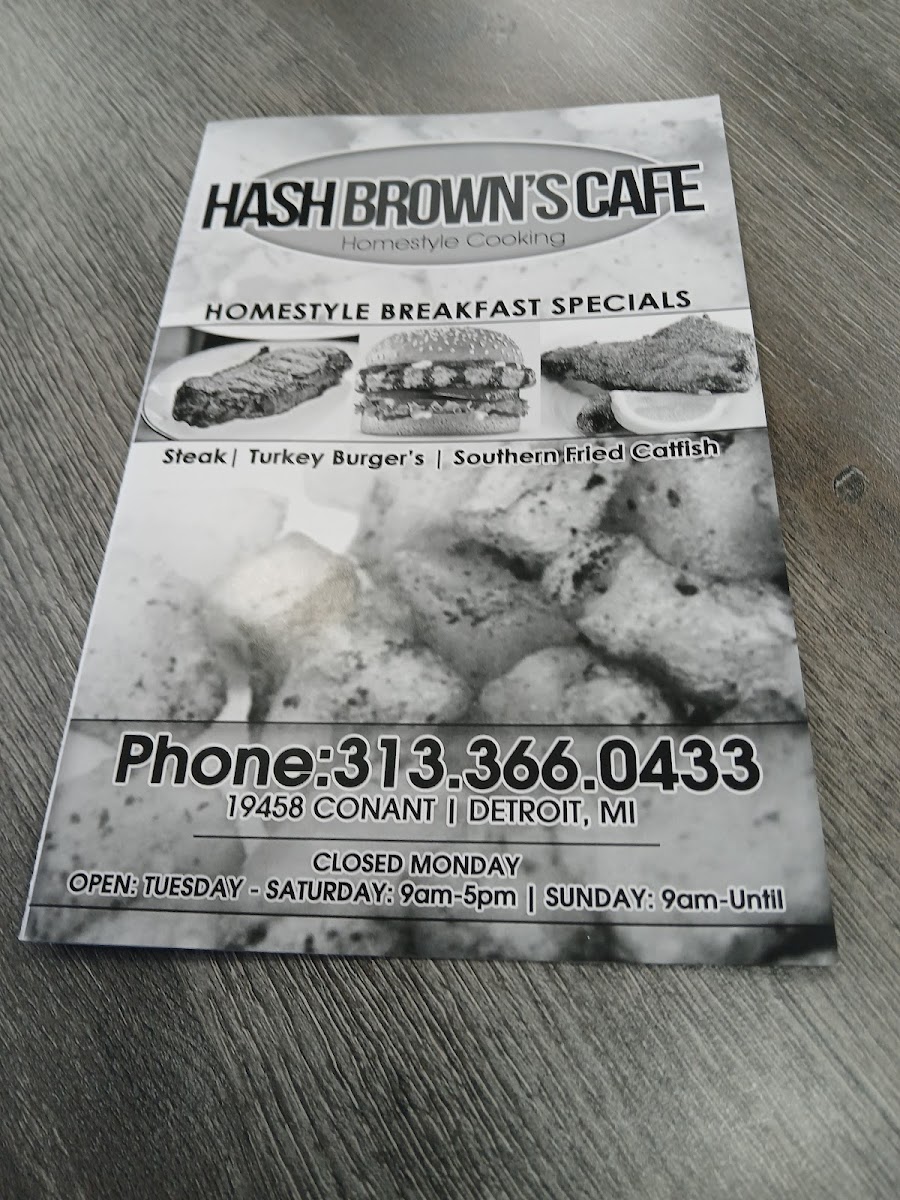 HASH BROWN'S CAFE
Homestyle Cooking
HOMESTYLE BREAKFAST SPECIALS
Steak| Turkey Burger's | Southern Fried Catfish
Phone:313.366.0433
19458 CONANT | DETROIT, MI
CLOSED MONDAY
OPEN: TUESDAY - SATURDAY: 9am-5pm | SUNDAY: 9am-Until